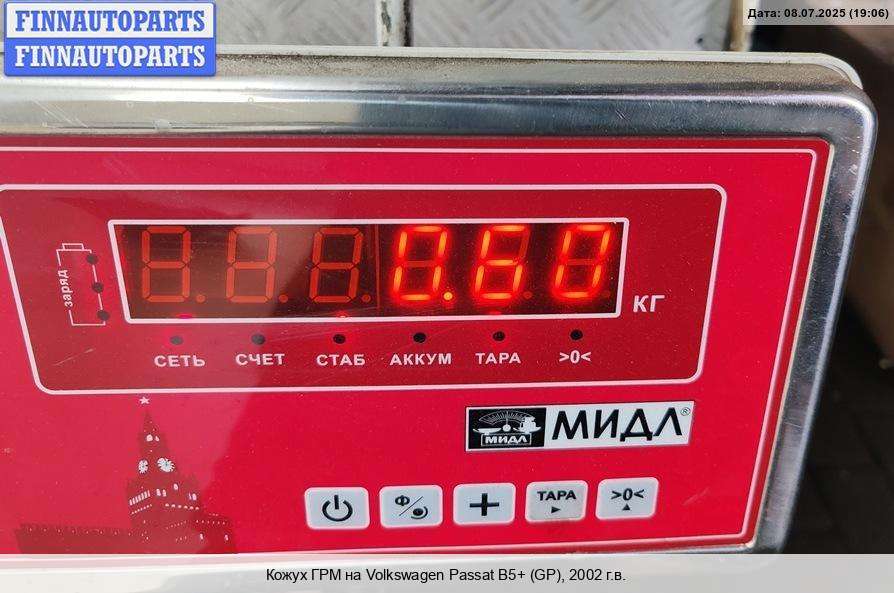 FINNAUTOPARTS
FINNAUTOPARTS
Дата: 08.07.2025 (19:06)
заряд
0.60 КГ
СЕТЬ СЧЕТ СТАБ АККУМ ТАРА >0<
МИДЛ МИДЛ®
Ф ТАРА >0<
Кожух ГРМ на Volkswagen Passat B5+ (GP), 2002 г.в.